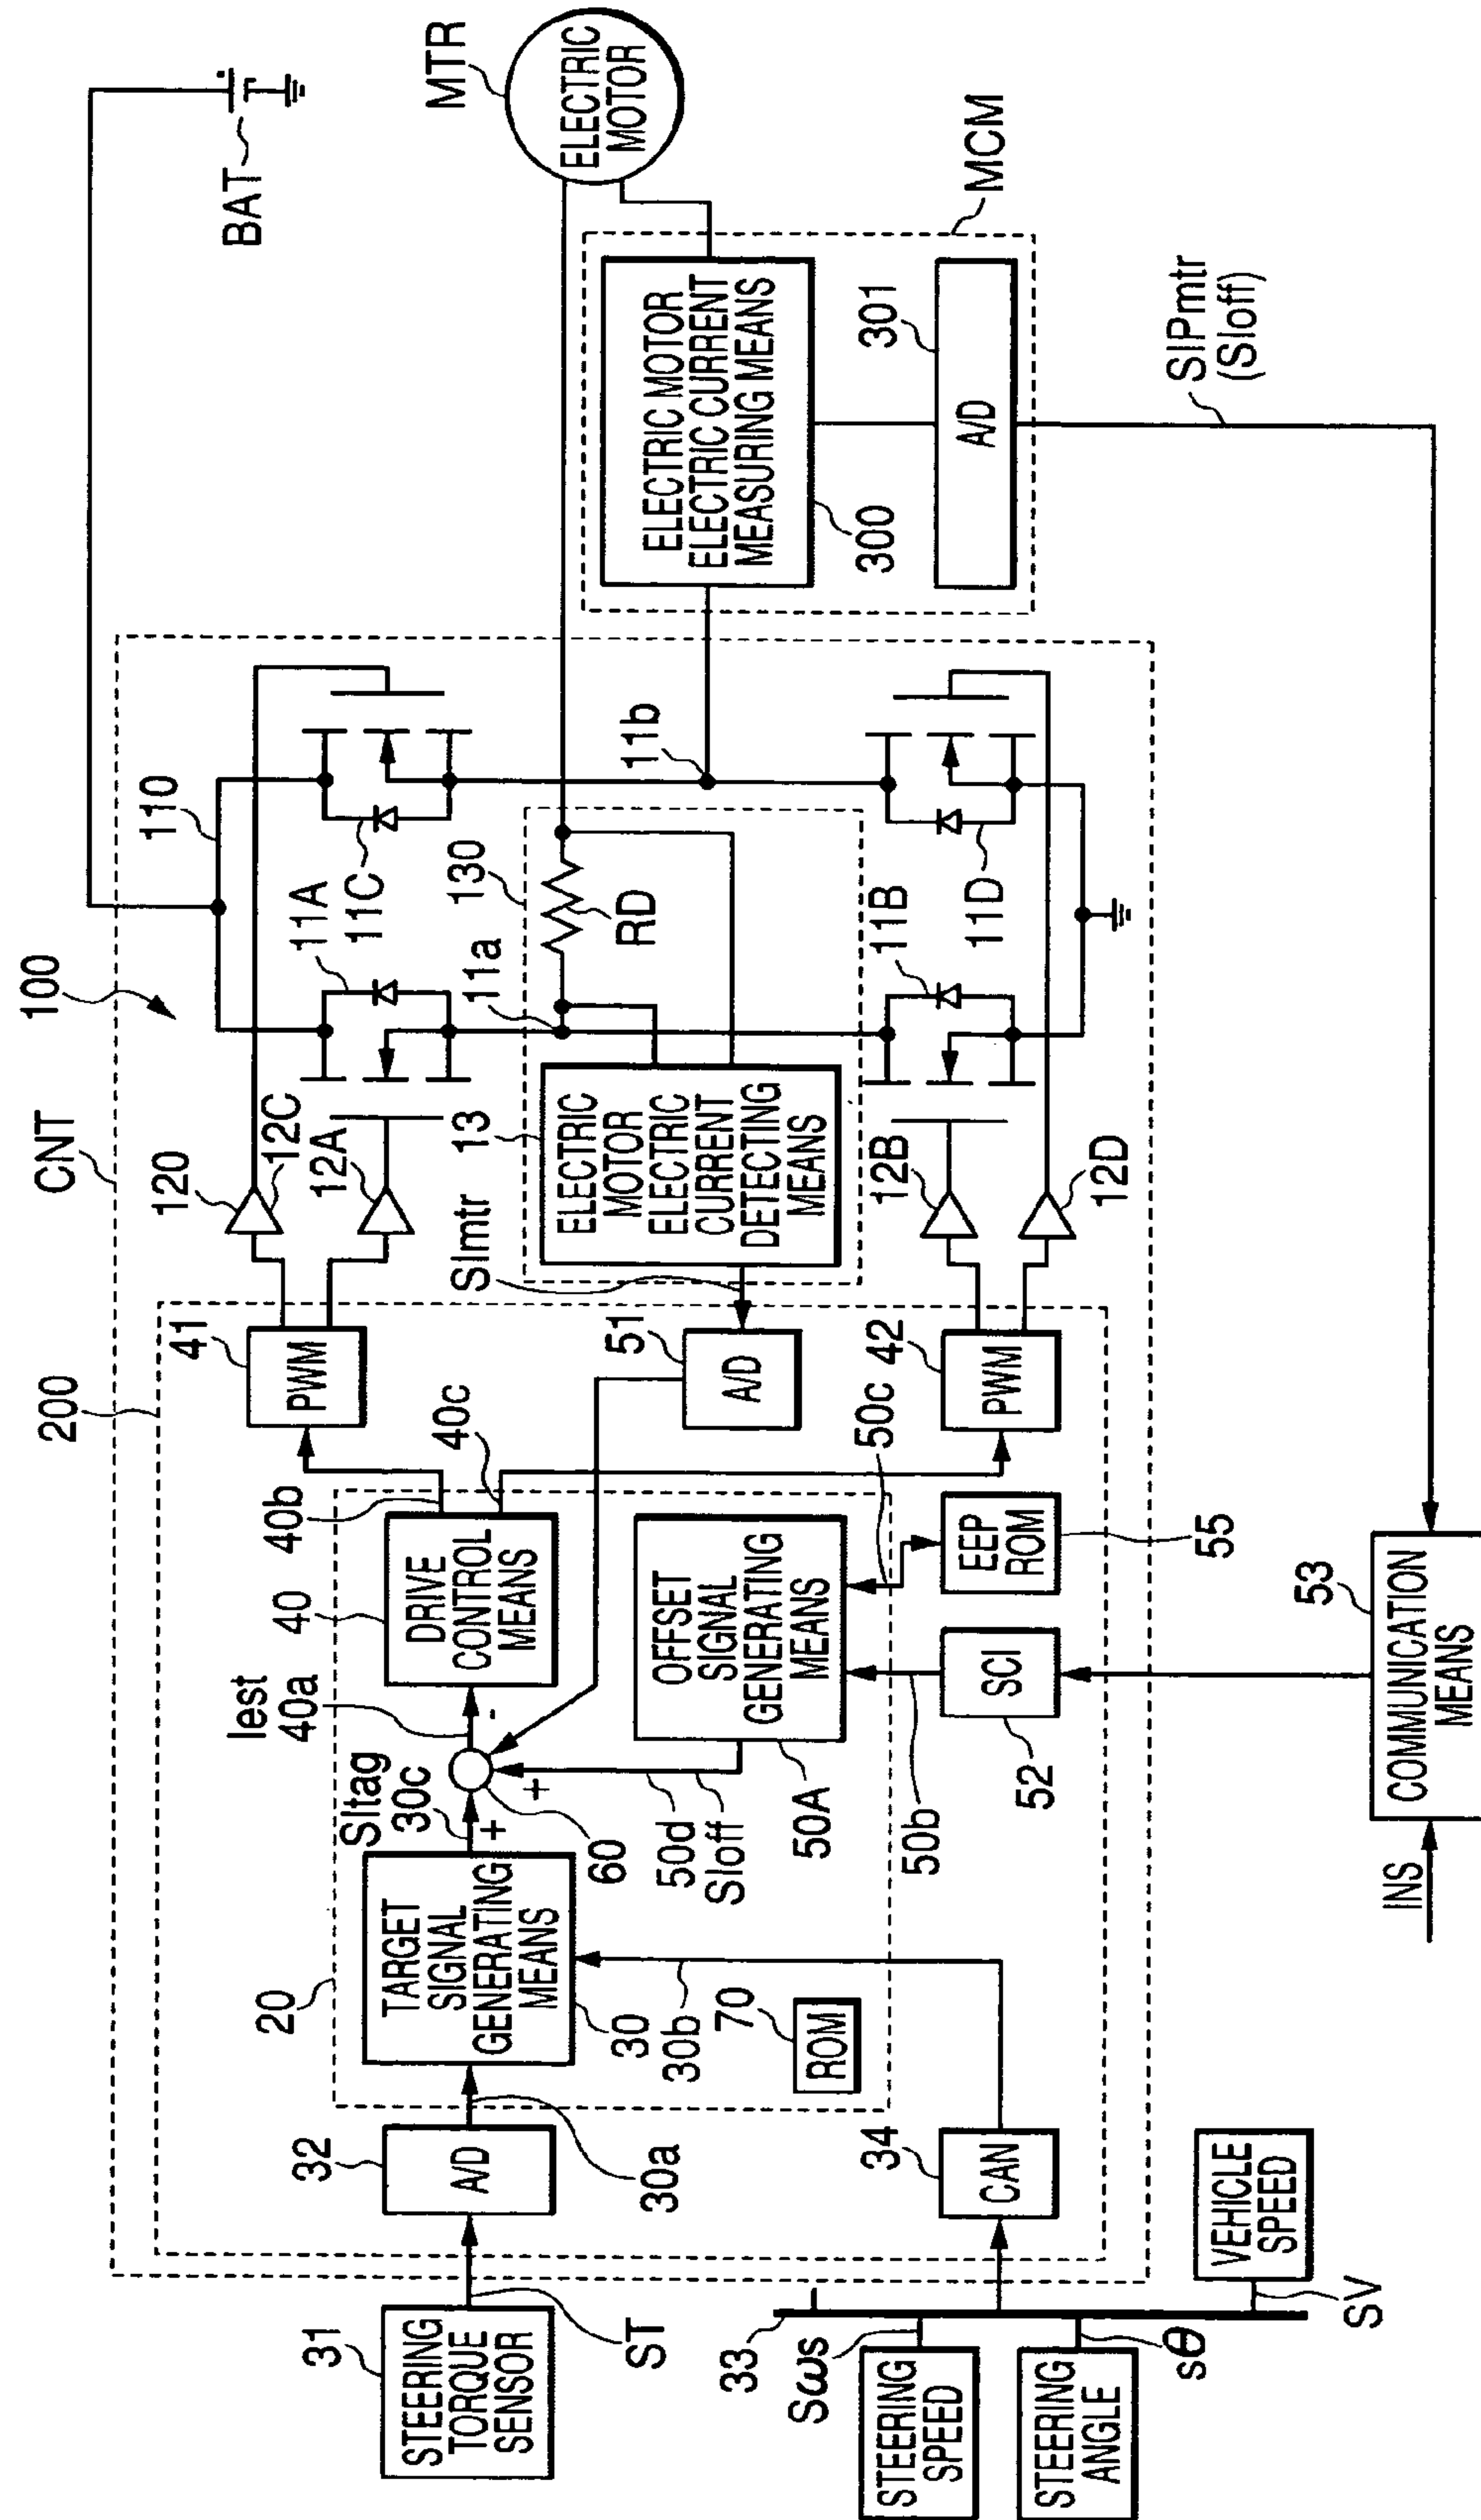 100
CNT
200
BAT
110
120
12C
12A
11A
11C
41
PWM
MTR
ELECTRIC
MOTOR
SImtr
13
ELECTRIC
MOTOR
ELECTRIC
CURRENT
DETECTING
MEANS
11a
130
RD
11b
MCM
ELECTRIC MOTOR
ELECTRIC CURRENT
MEASURING MEANS
300
301
A/D
SIPmtr
(SIoff)
12B
12D
11B
11D
51
A/D
42
PWM
40b
40c
50c
20
Iest
40a
40
DRIVE
CONTROL
MEANS
SItag
30c
+
-
+
60
50d
SIoff
OFFSET
SIGNAL
GENERATING
MEANS
50A
50b
SCI
52
EEP
ROM
55
31
STEERING
TORQUE
SENSOR
ST
32
A/D
30a
TARGET
SIGNAL
GENERATING
MEANS
30
30b
70
ROM
34
CAN
33
Sωs
STEERING
SPEED
STEERING
ANGLE
sθ
VEHICLE
SPEED
SV
INS
53
COMMUNICATION
MEANS